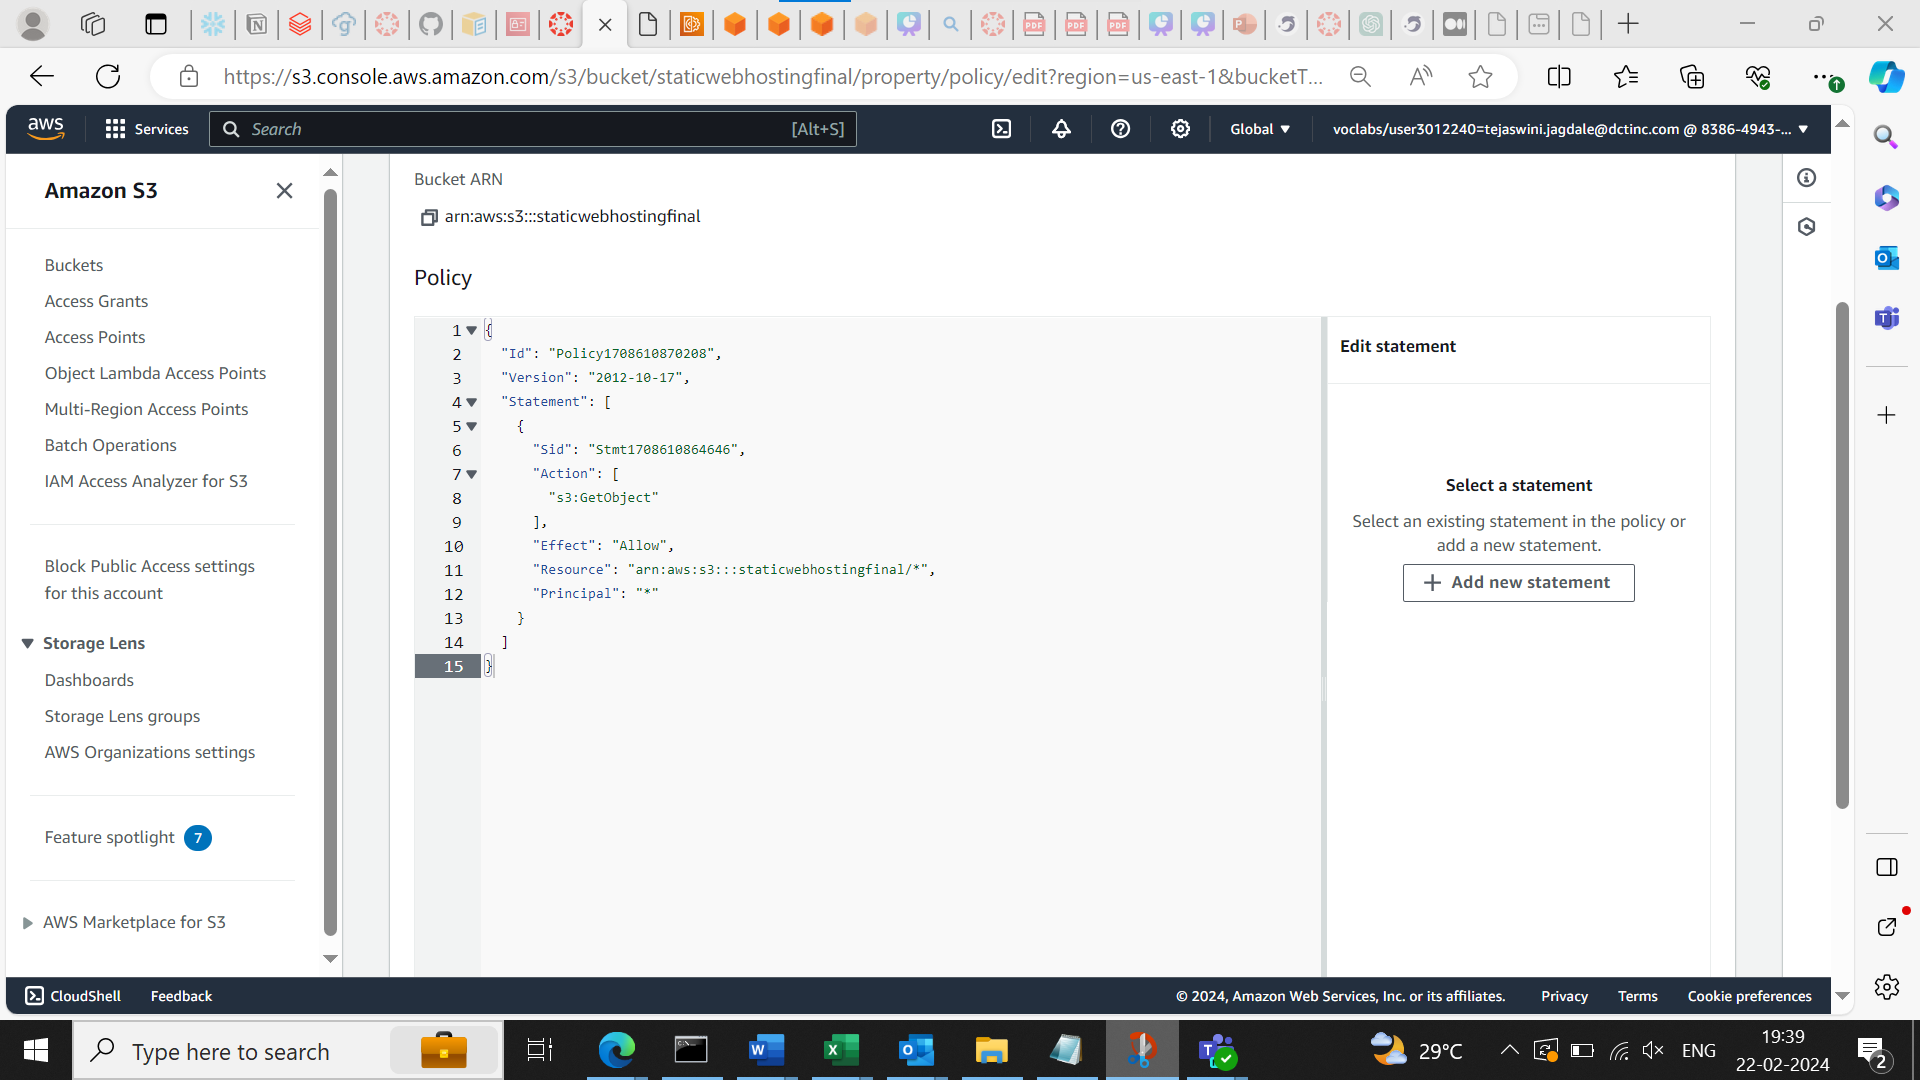 https://s3.console.aws.amazon.com/s3/bucket/staticwebhostingfinal/property/policy/edit?region=us-east-1&bucketT...
aws
Services
Search
[Alt+S]
Global
voclabs/user3012240=tejaswini.jagdale@dctinc.com @ 8386-4943-...
Amazon S3
Buckets
Access Grants
Access Points
Object Lambda Access Points
Multi-Region Access Points
Batch Operations
IAM Access Analyzer for S3
Block Public Access settings
for this account
Storage Lens
Dashboards
Storage Lens groups
AWS Organizations settings
Feature spotlight 7
AWS Marketplace for S3
Bucket ARN
arn:aws:s3:::staticwebhostingfinal
Policy
1 {
2 "Id": "Policy1708610870208",
3 "Version": "2012-10-17",
4 "Statement": [
5 {
6 "Sid": "Stmt1708610864646",
7 "Action": [
8 "s3:GetObject"
9 ],
10 "Effect": "Allow",
11 "Resource": "arn:aws:s3:::staticwebhostingfinal/*",
12 "Principal": "*"
13 }
14 ]
15 }
Edit statement
Select a statement
Select an existing statement in the policy or
add a new statement.
Add new statement
CloudShell
Feedback
© 2024, Amazon Web Services, Inc. or its affiliates.
Privacy
Terms
Cookie preferences
Type here to search
29°C
ENG
19:39
22-02-2024
2